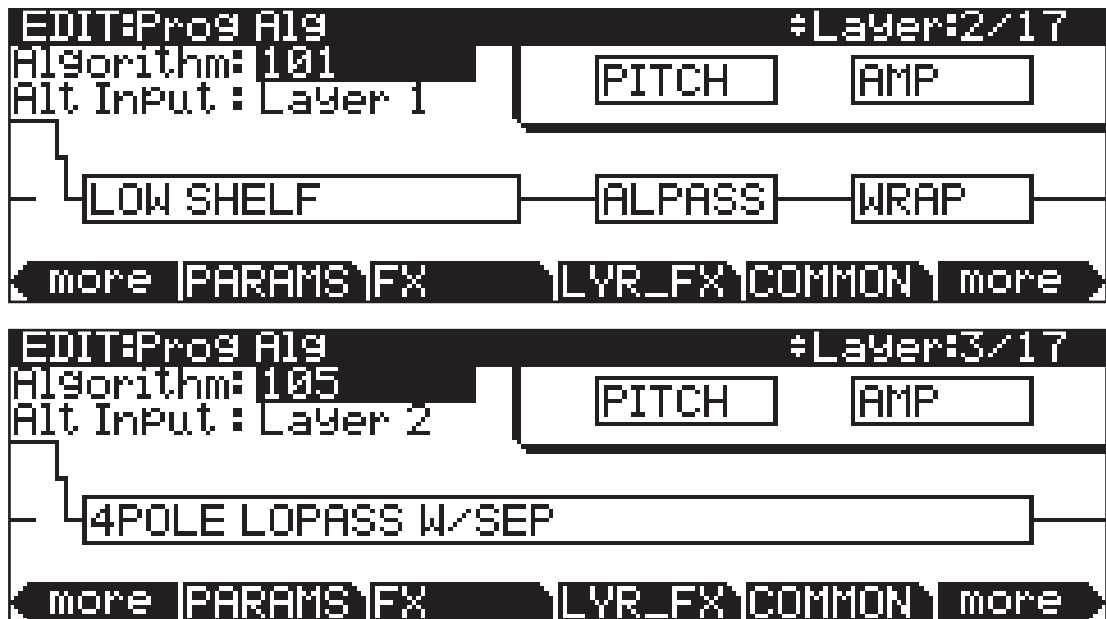 EDIT:Prog Alg ÷Layer:2/17
Algorithm: 101
Alt Input : Layer 1
PITCH AMP
LOW SHELF ALPASS WRAP
more PARAMS FX LYR_FX COMMON more
EDIT:Prog Alg ÷Layer:3/17
Algorithm: 105
Alt Input : Layer 2
PITCH AMP
4POLE LOPASS W/SEP
more PARAMS FX LYR_FX COMMON more